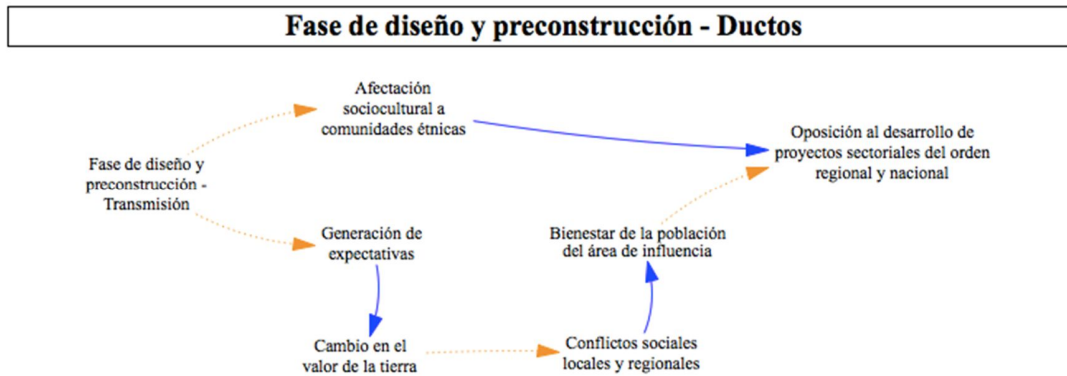 Fase de diseño y preconstrucción - Ductos
Afectación
sociocultural a
comunidades étnicas
Oposición al desarrollo de
proyectos sectoriales del orden
regional y nacional
Fase de diseño y
preconstrucción -
Transmisión
Generación de
expectativas
Bienestar de la población
del área de influencia
Cambio en el
valor de la tierra
Conflictos sociales
locales y regionales